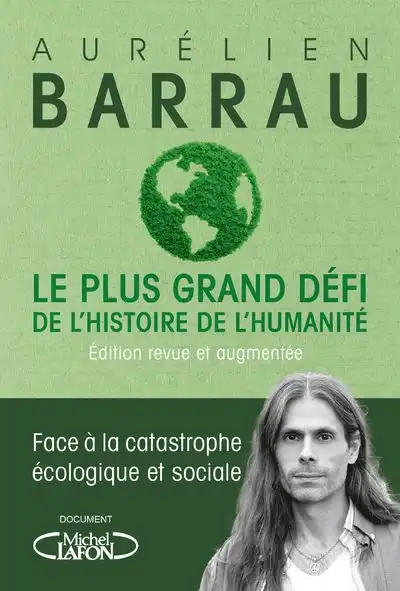 AURÉLIEN
BARRAU
LE PLUS GRAND DÉFI
DE L'HISTOIRE DE L'HUMANITÉ
Édition revue et augmentée
Face à la catastrophe
écologique et sociale
DOCUMENT
Michel
LAFON